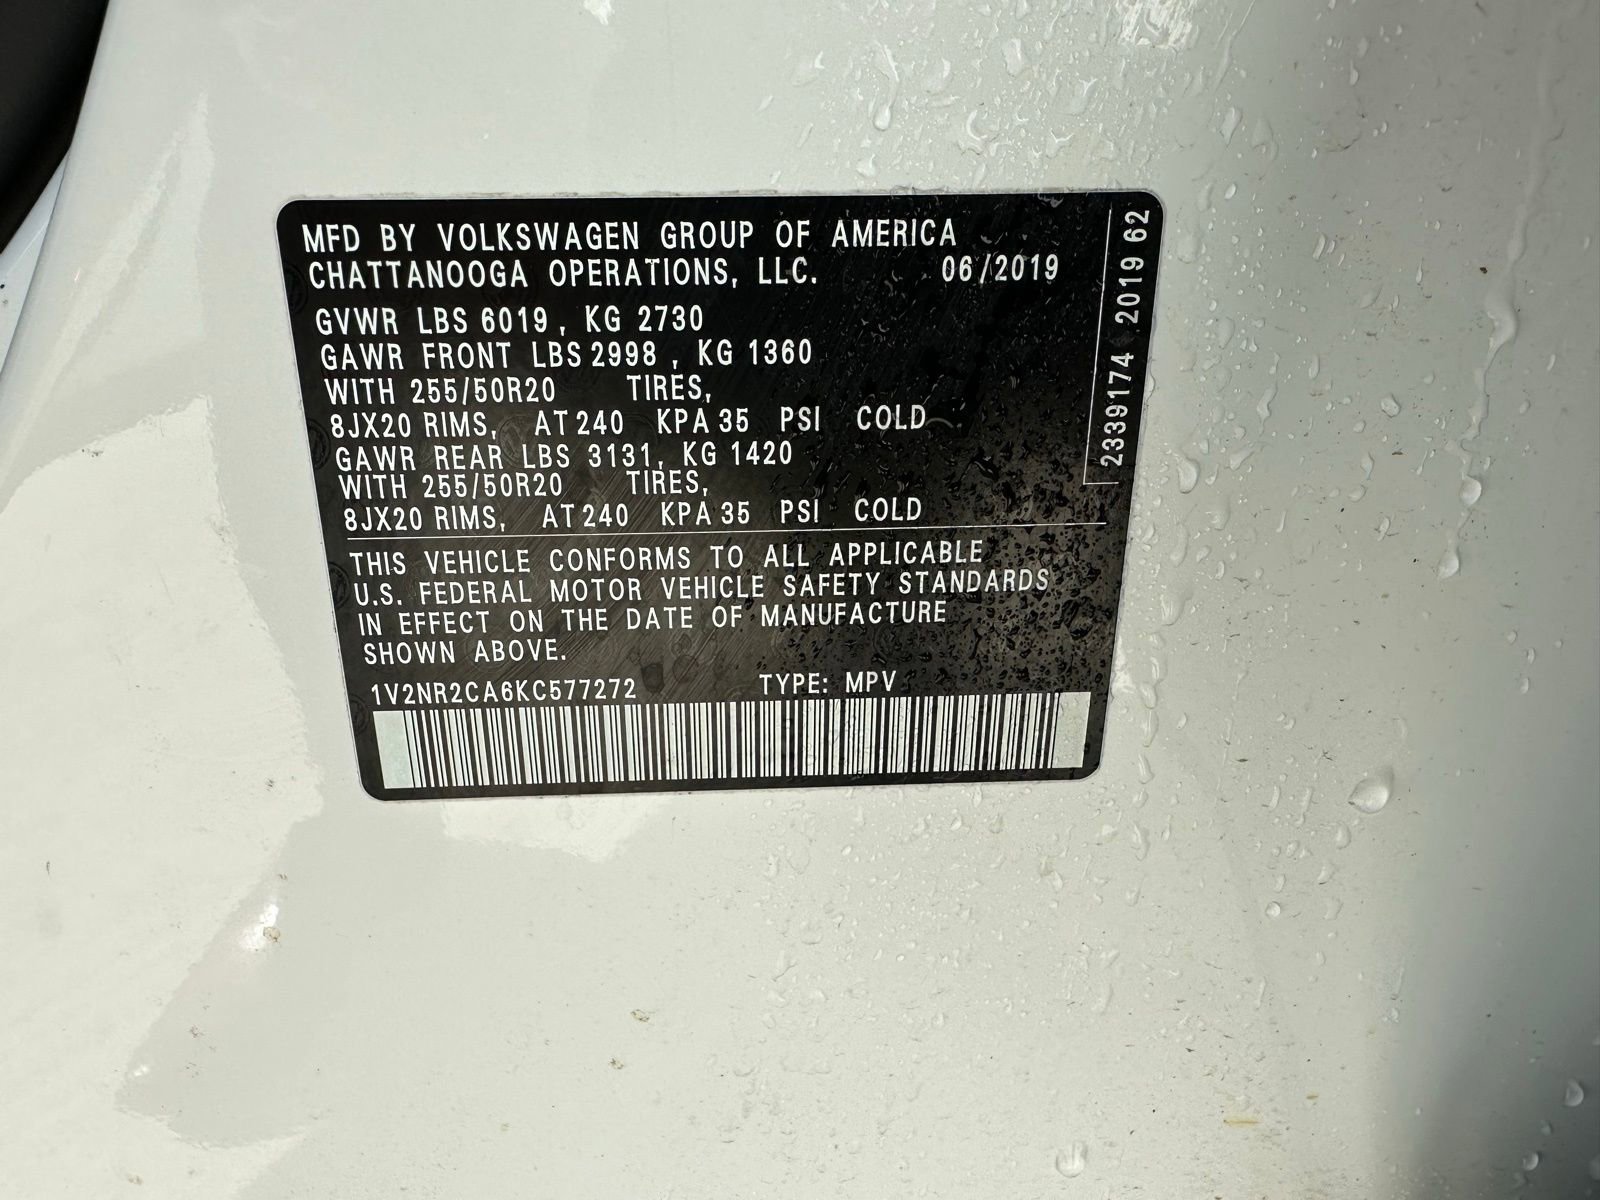 MFD BY VOLKSWAGEN GROUP OF AMERICA
CHATTANOOGA OPERATIONS, LLC. 06/2019
GVWR LBS 6019 , KG 2730
GAWR FRONT LBS 2998 , KG 1360
WITH 255/50R20 TIRES,
8JX20 RIMS, AT 240 KPA 35 PSI COLD
GAWR REAR LBS 3131, KG 1420
WITH 255/50R20 TIRES,
8JX20 RIMS, AT 240 KPA 35 PSI COLD
THIS VEHICLE CONFORMS TO ALL APPLICABLE
U.S. FEDERAL MOTOR VEHICLE SAFETY STANDARDS
IN EFFECT ON THE DATE OF MANUFACTURE
SHOWN ABOVE.
1V2NR2CA6KC577272 TYPE: MPV
2339174 2019 62